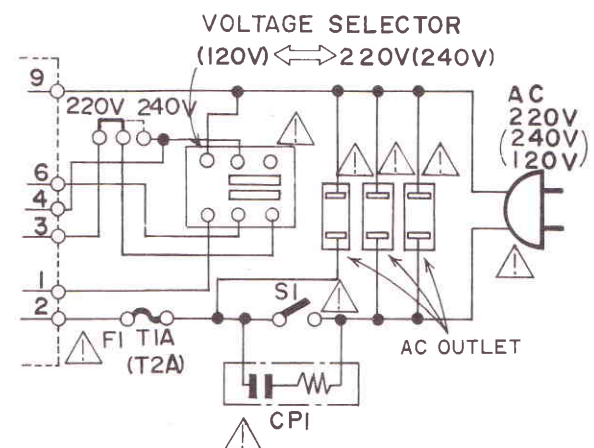 VOLTAGE SELECTOR
(120V) ⇔ 220V(240V)
9
220V 240V
AC
220V
(240V)
(120V)
6
4
3
1
2
S1
F1 T1A
(T2A)
AC OUTLET
CP1